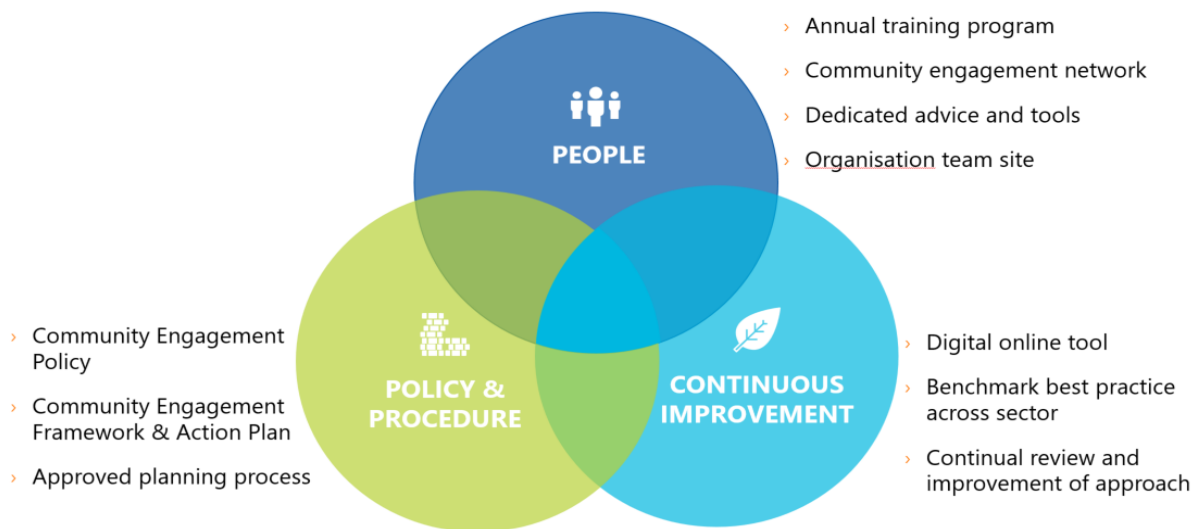 › Annual training program
› Community engagement network
› Dedicated advice and tools
› Organisation team site
PEOPLE
› Community Engagement
Policy
› Community Engagement
Framework & Action Plan
› Approved planning process
POLICY &
PROCEDURE
CONTINUOUS
IMPROVEMENT
› Digital online tool
› Benchmark best practice
across sector
› Continual review and
improvement of approach